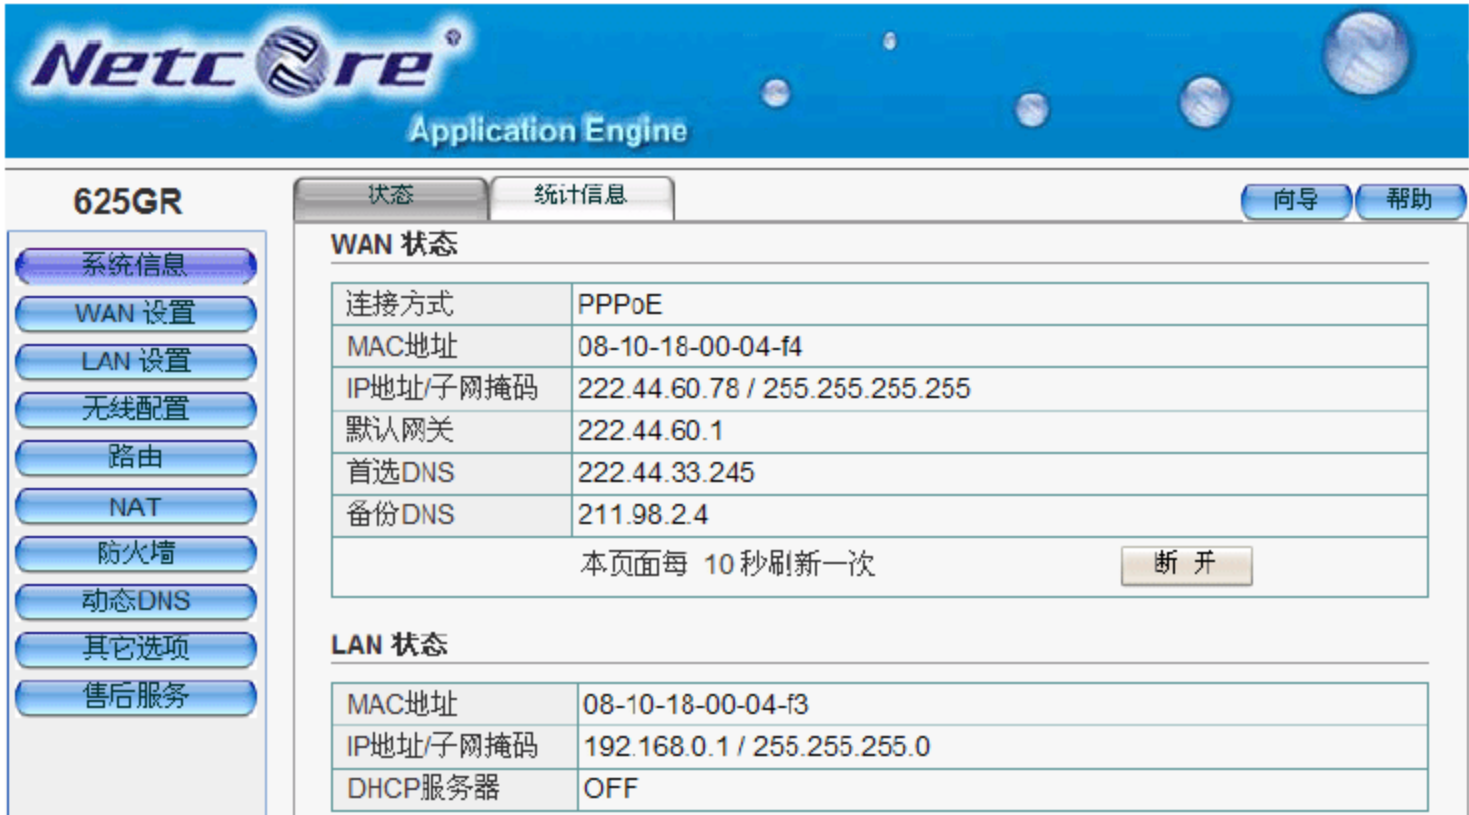 Netcore®
Application Engine
625GR
状态 统计信息 向导 帮助
系统信息
WAN 设置
LAN 设置
无线配置
路由
NAT
防火墙
动态DNS
其它选项
售后服务
WAN 状态
连接方式 PPPoE
MAC地址 08-10-18-00-04-f4
IP地址/子网掩码 222.44.60.78 / 255.255.255.255
默认网关 222.44.60.1
首选DNS 222.44.33.245
备份DNS 211.98.2.4
本页面每 10 秒刷新一次 断 开
LAN 状态
MAC地址 08-10-18-00-04-f3
IP地址/子网掩码 192.168.0.1 / 255.255.255.0
DHCP服务器 OFF